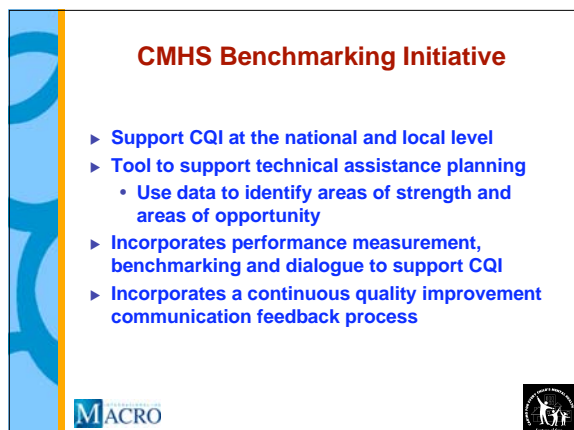 CMHS Benchmarking Initiative
▶ Support CQI at the national and local level
▶ Tool to support technical assistance planning
• Use data to identify areas of strength and
areas of opportunity
▶ Incorporates performance measurement,
benchmarking and dialogue to support CQI
▶ Incorporates a continuous quality improvement
communication feedback process
MACRO